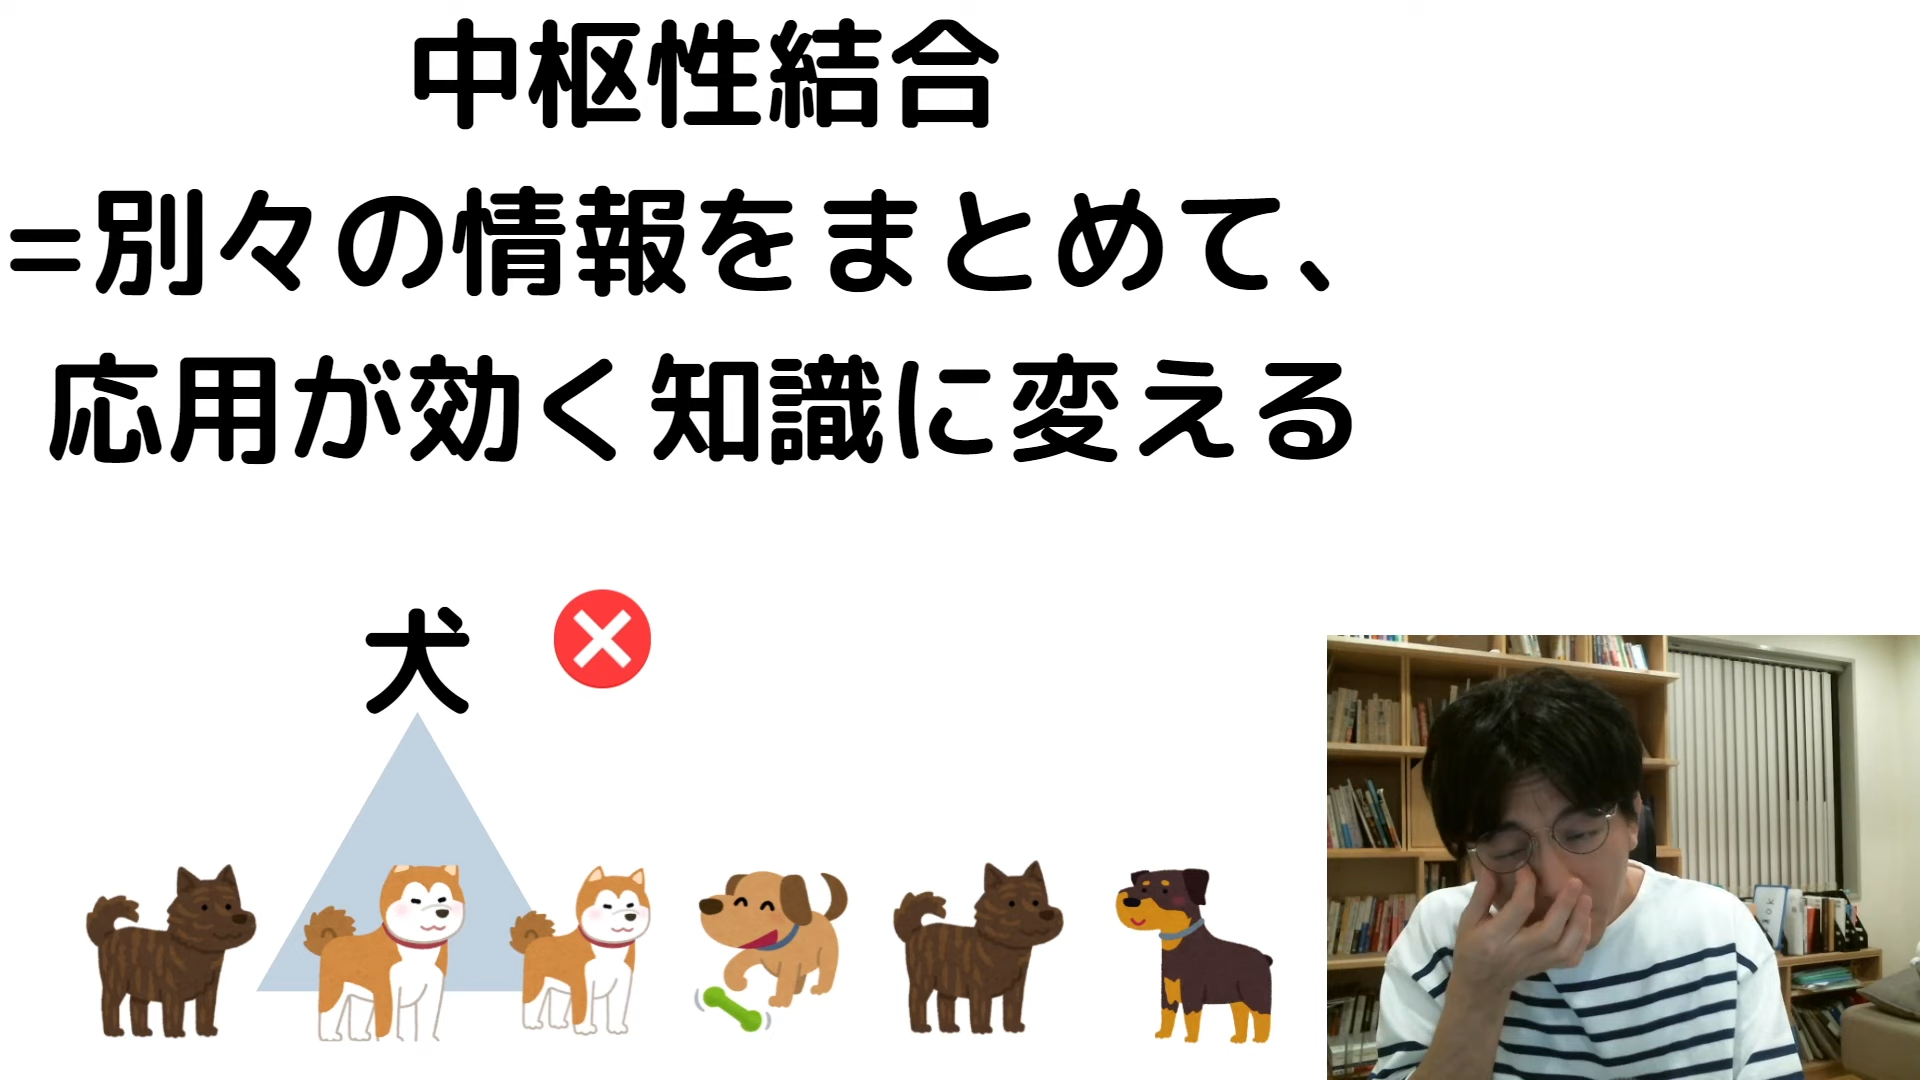 中枢性結合
=別々の情報をまとめて、
応用が効く知識に変える
犬